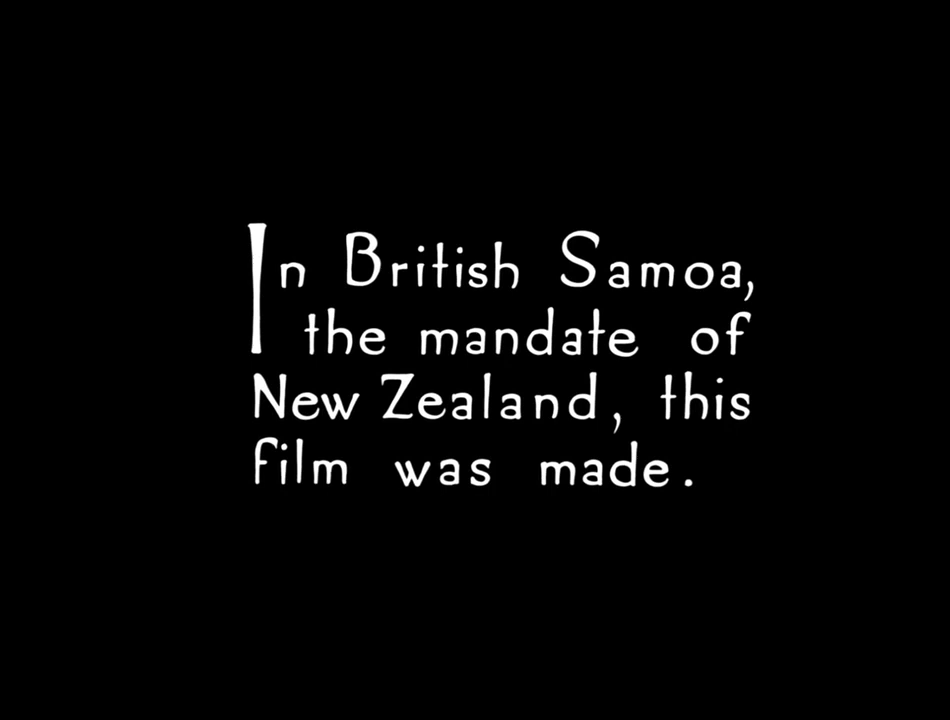 In British Samoa,
the mandate of
New Zealand, this
film was made.